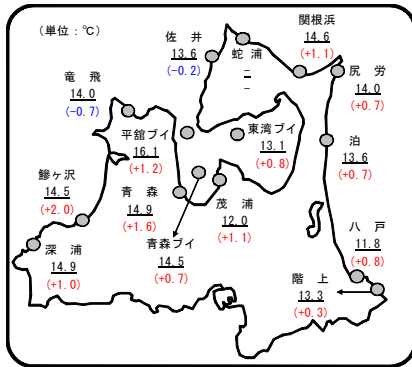 (単位：℃)
関根浜
14.6
(+1.1)
佐 井
13.6
(−0.2)
蛇 浦
−
−
尻 労
14.0
(+0.7)
竜 飛
14.0
(−0.7)
平舘ブイ
16.1
(+1.2)
東湾ブイ
13.1
(+0.8)
泊
13.6
(+0.7)
鰺ヶ沢
14.5
(+2.0)
青 森
14.9
(+1.6)
茂 浦
12.0
(+1.1)
八 戸
11.8
(+0.8)
深 浦
14.9
(+1.0)
青森ブイ
14.5
(+0.7)
階 上
13.3
(+0.3)